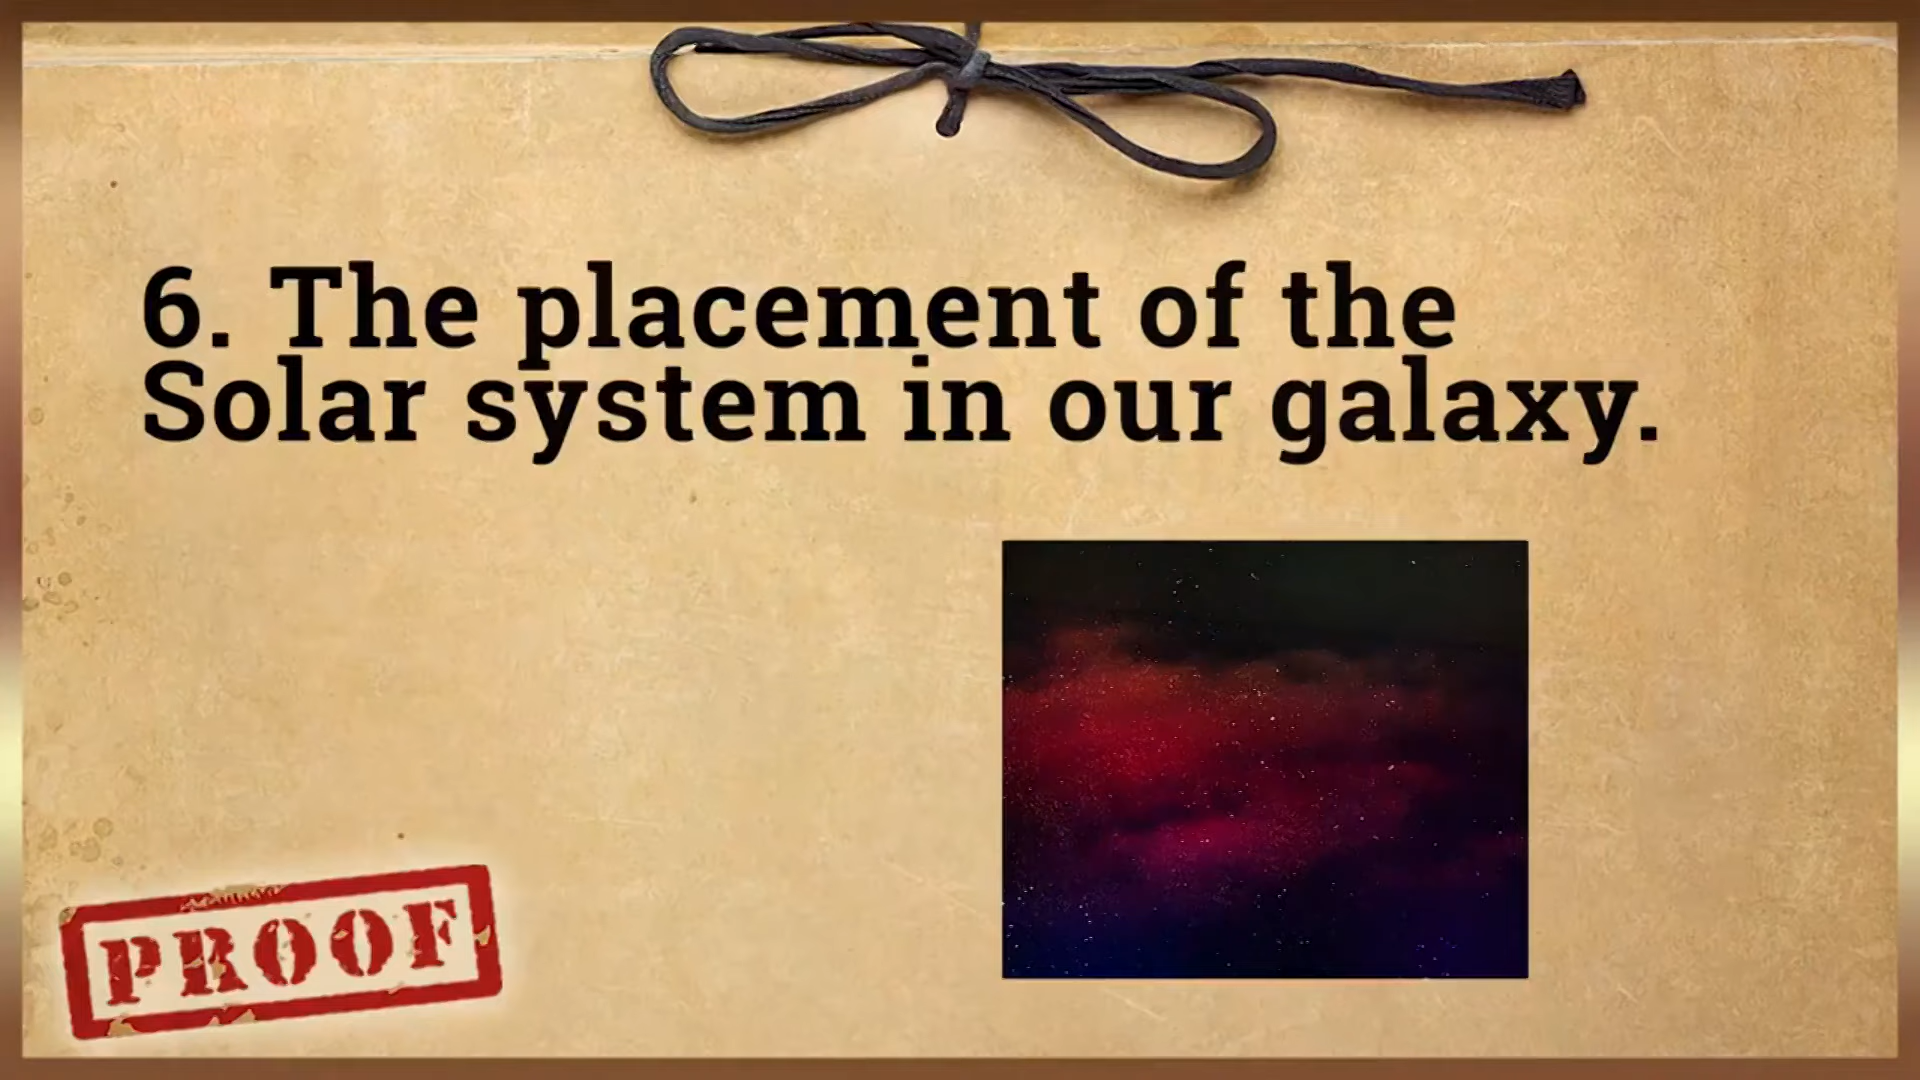 6. The placement of the
Solar system in our galaxy.
PROOF